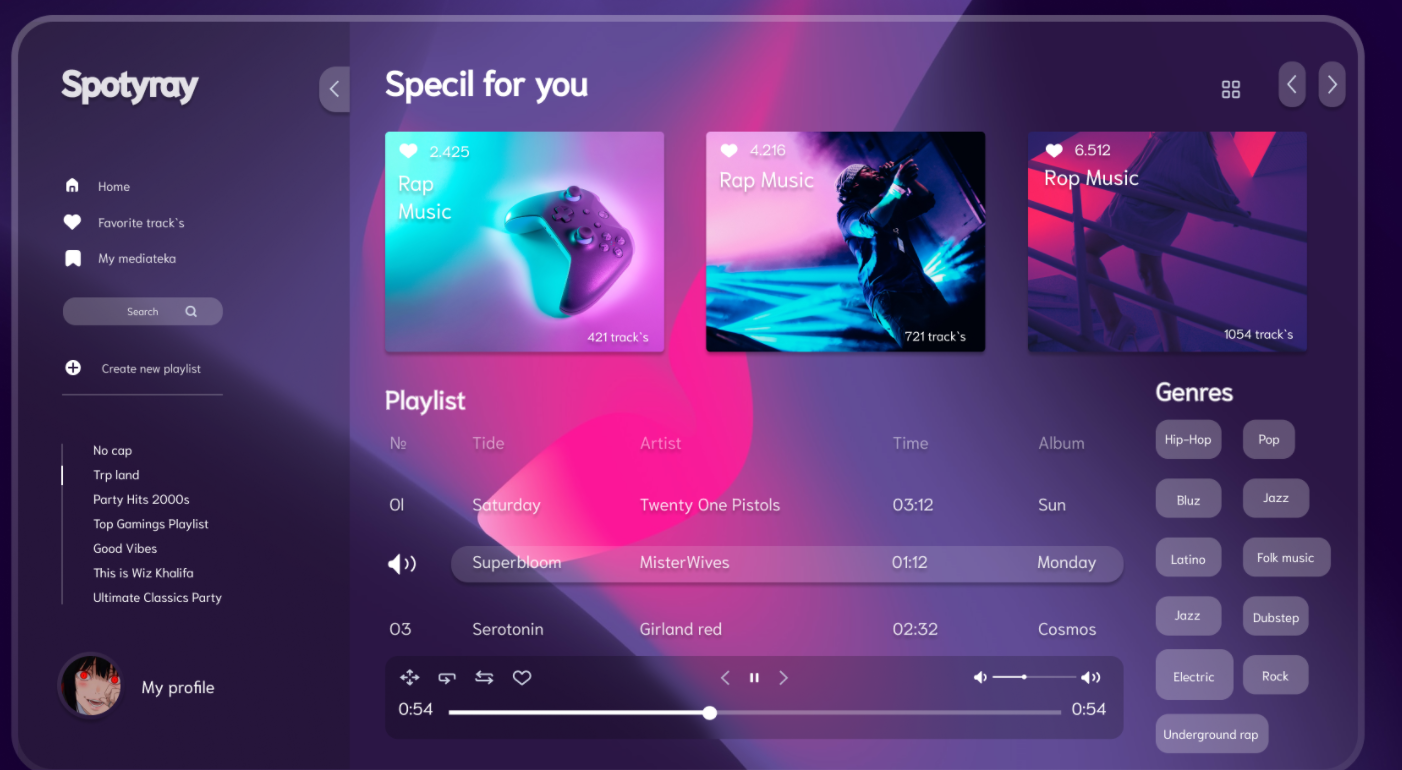 Spotyray
Home
Favorite track`s
My mediateka
Search
Create new playlist
No cap
Trp land
Party Hits 2000s
Top Gamings Playlist
Good Vibes
This is Wiz Khalifa
Ultimate Classics Party
My profile
Specil for you
2.425
Rap
Music
421 track`s
4.216
Rap Music
721 track`s
6.512
Rop Music
1054 track`s
Playlist
№ Tide Artist Time Album
01 Saturday Twenty One Pistols 03:12 Sun
Superbloom MisterWives 01:12 Monday
03 Serotonin Girland red 02:32 Cosmos
0:54 0:54
Genres
Hip-Hop Pop
Bluz Jazz
Latino Folk music
Jazz Dubstep
Electric Rock
Underground rap